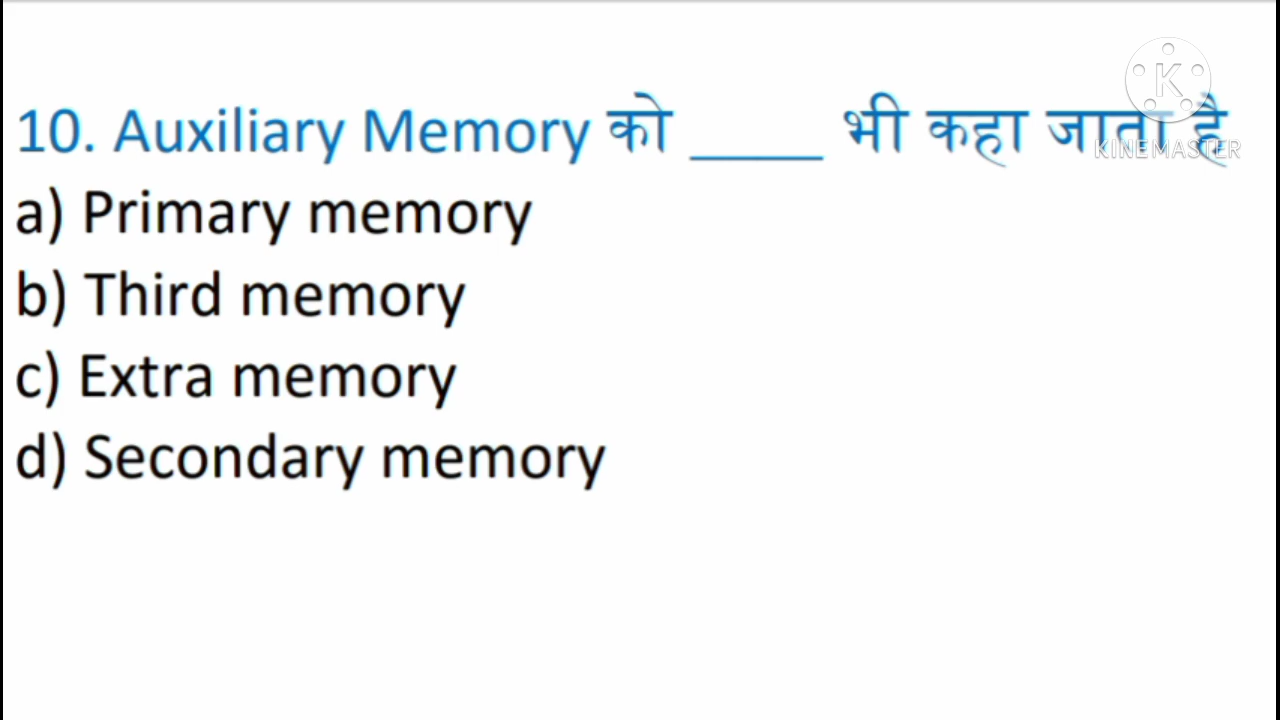 10. Auxiliary Memory को _____ भी कहा जाता है
a) Primary memory
b) Third memory
c) Extra memory
d) Secondary memory
K
KINEMASTER